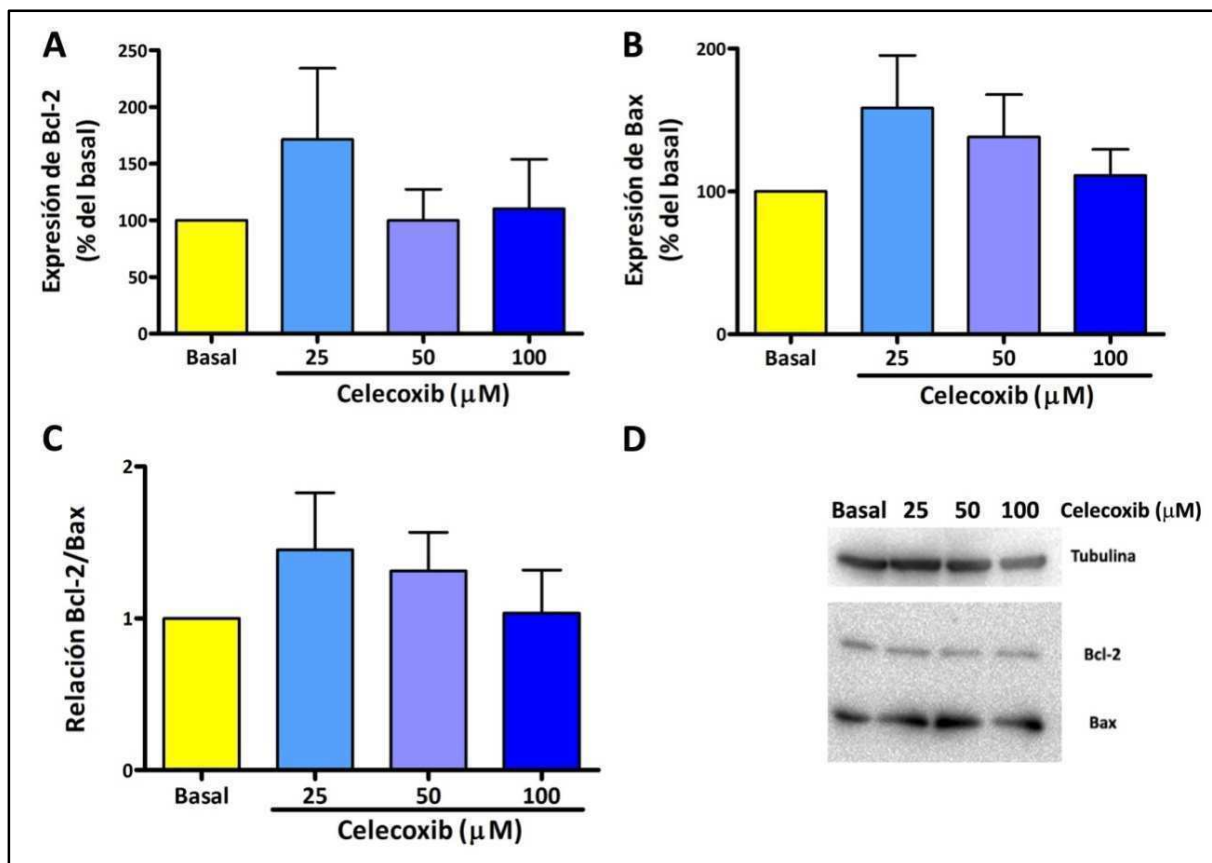 A
Expresión de Bcl-2
(% del basal)
250
200
150
100
50
0
Basal
25
50
100
Celecoxib (μM)
B
Expresión de Bax
(% del basal)
200
100
0
Basal
25
50
100
Celecoxib (μM)
C
Relación Bcl-2/Bax
2
1
0
Basal
25
50
100
Celecoxib (μM)
D
Basal 25 50 100 Celecoxib (μM)
Tubulina
Bcl-2
Bax